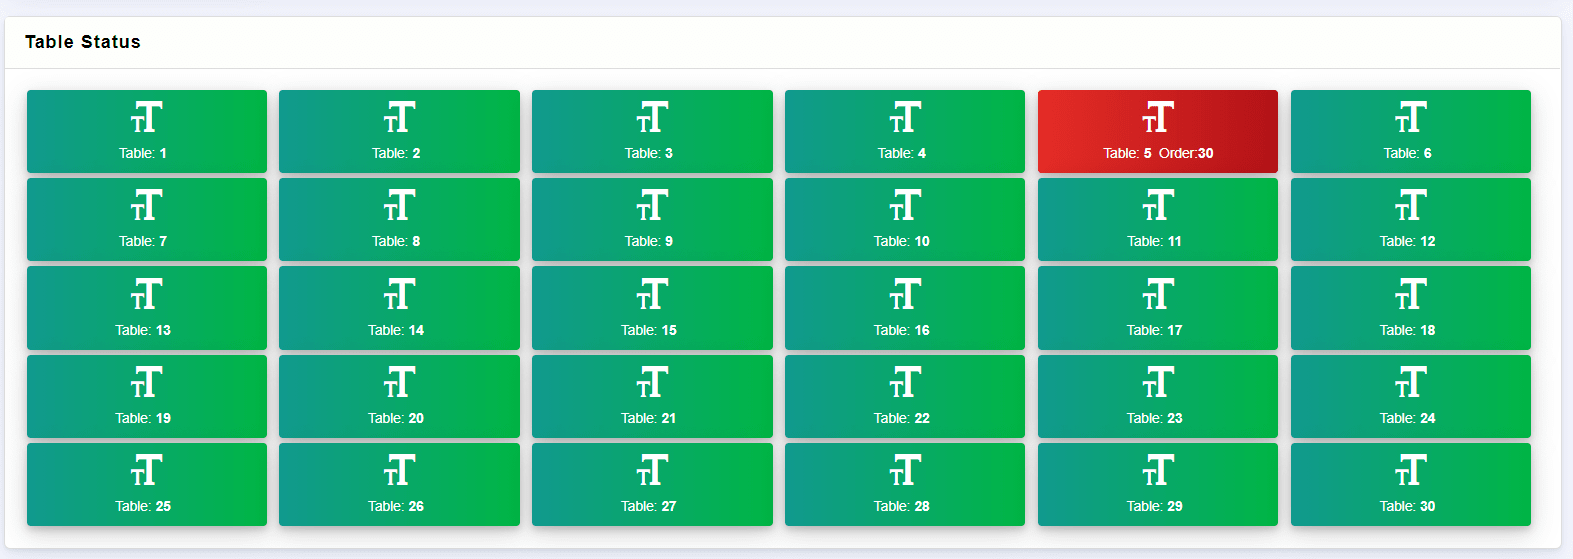 Table Status
Table: 1
Table: 2
Table: 3
Table: 4
Table: 5 Order:30
Table: 6
Table: 7
Table: 8
Table: 9
Table: 10
Table: 11
Table: 12
Table: 13
Table: 14
Table: 15
Table: 16
Table: 17
Table: 18
Table: 19
Table: 20
Table: 21
Table: 22
Table: 23
Table: 24
Table: 25
Table: 26
Table: 27
Table: 28
Table: 29
Table: 30